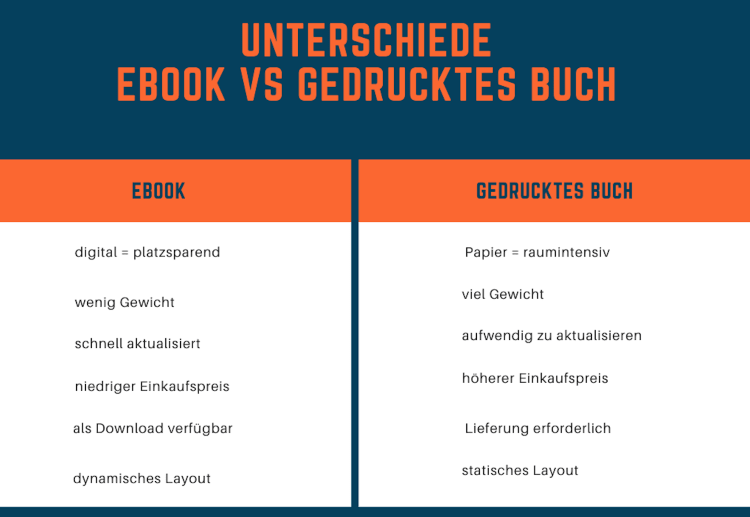 UNTERSCHIEDE
EBOOK VS GEDRUCKTES BUCH
EBOOK
digital = platzsparend
wenig Gewicht
schnell aktualisiert
niedriger Einkaufspreis
als Download verfügbar
dynamisches Layout
GEDRUCKTES BUCH
Papier = raumintensiv
viel Gewicht
aufwendig zu aktualisieren
höherer Einkaufspreis
Lieferung erforderlich
statisches Layout